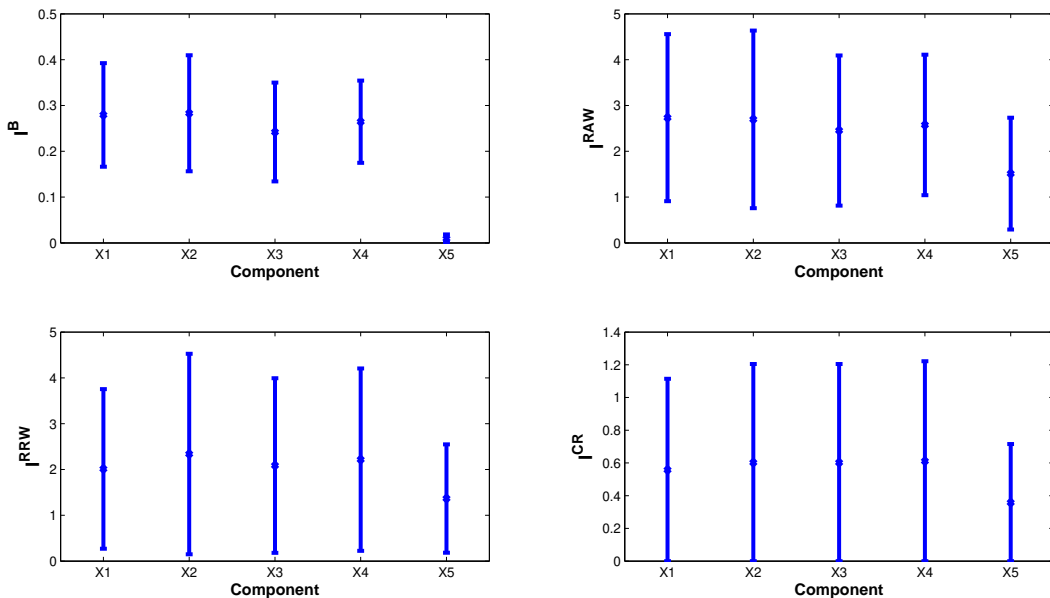 0.5
0.4
0.3
0.2
0.1
0
I^B
X1 X2 X3 X4 X5
Component
5
4
3
2
1
0
I^RAW
X1 X2 X3 X4 X5
Component
5
4
3
2
1
0
I^RRW
X1 X2 X3 X4 X5
Component
1.4
1.2
1
0.8
0.6
0.4
0.2
0
I^CR
X1 X2 X3 X4 X5
Component